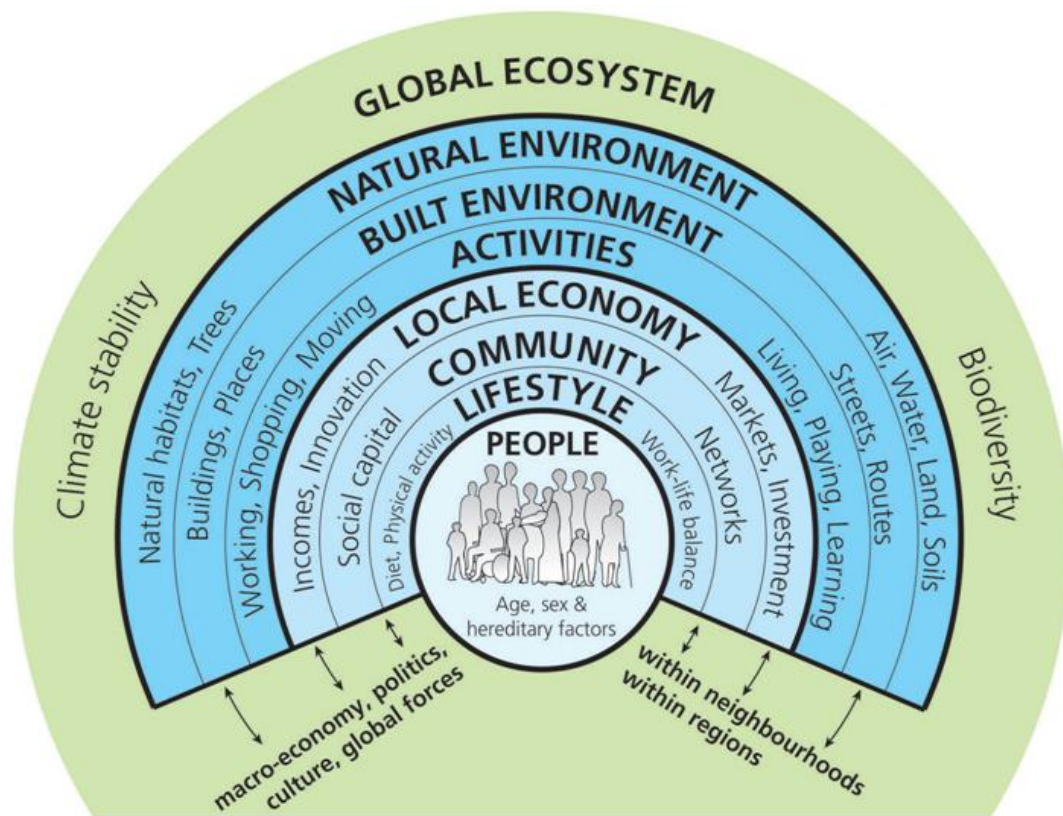 GLOBAL ECOSYSTEM
NATURAL ENVIRONMENT
BUILT ENVIRONMENT
ACTIVITIES
LOCAL ECONOMY
COMMUNITY
LIFESTYLE
PEOPLE
Age, sex &
hereditary factors
Climate stability
Natural habitats, Trees
Buildings, Places
Working, Shopping, Moving
Incomes, Innovation
Social capital
Diet, Physical activity
Work-life balance
Networks
Markets, Investment
Living, Playing, Learning
Streets, Routes
Air, Water, Land, Soils
Biodiversity
macro-economy, politics,
culture, global forces
within neighbourhoods
within regions